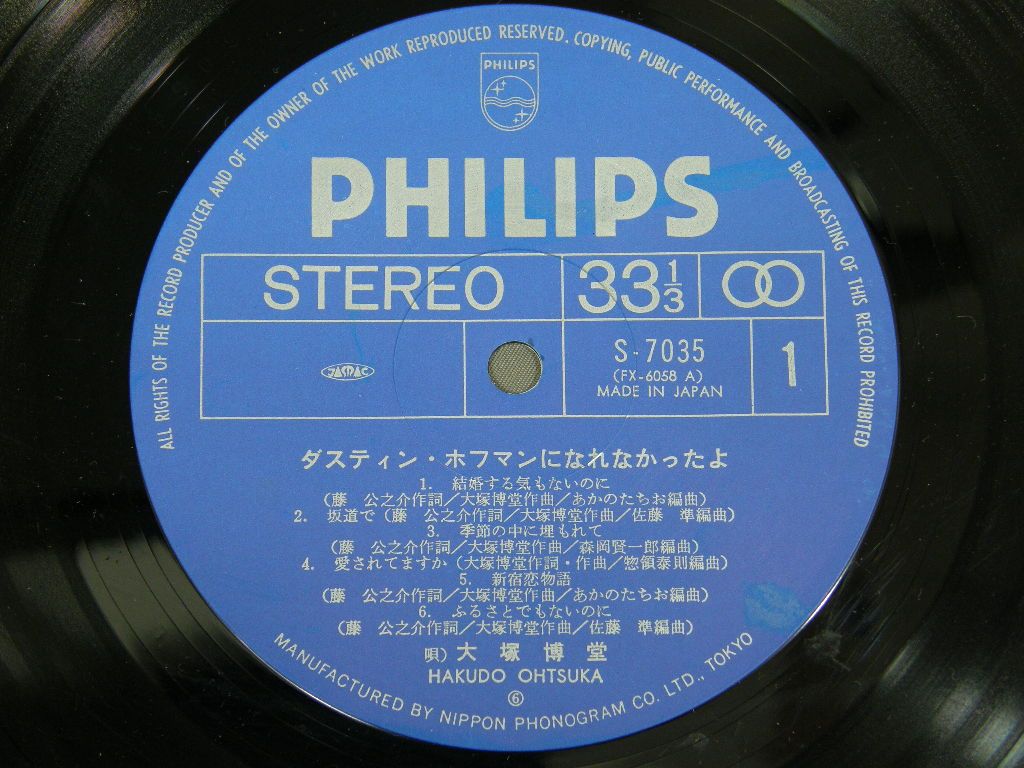 ALL RIGHTS OF THE RECORD PRODUCER AND OF THE OWNER OF THE WORK REPRODUCED RESERVED. COPYING, PUBLIC PERFORMANCE AND BROADCASTING OF THIS RECORD PROHIBITED
PHILIPS
PHILIPS
STEREO
33 1/3
JASRAC
S-7035
(FX-6058 A)
MADE IN JAPAN
1
ダスティン・ホフマンになれなかったよ
1. 結婚する気もないのに
(藤 公之介作詞／大塚博堂作曲／あかのたちお編曲)
2. 坂道で (藤 公之介作詞／大塚博堂作曲／佐藤 準編曲)
3. 季節の中に埋もれて
(藤 公之介作詞／大塚博堂作曲／森岡賢一郎編曲)
4. 愛されてますか (大塚博堂作詞・作曲／惣領泰則編曲)
5. 新宿恋物語
(藤 公之介作詞／大塚博堂作曲／あかのたちお編曲)
6. ふるさとでもないのに
(藤 公之介作詞／大塚博堂作曲／佐藤 準編曲)
唄) 大塚博堂
HAKUDO OHTSUKA
⑥
MANUFACTURED BY NIPPON PHONOGRAM CO. LTD., TOKYO